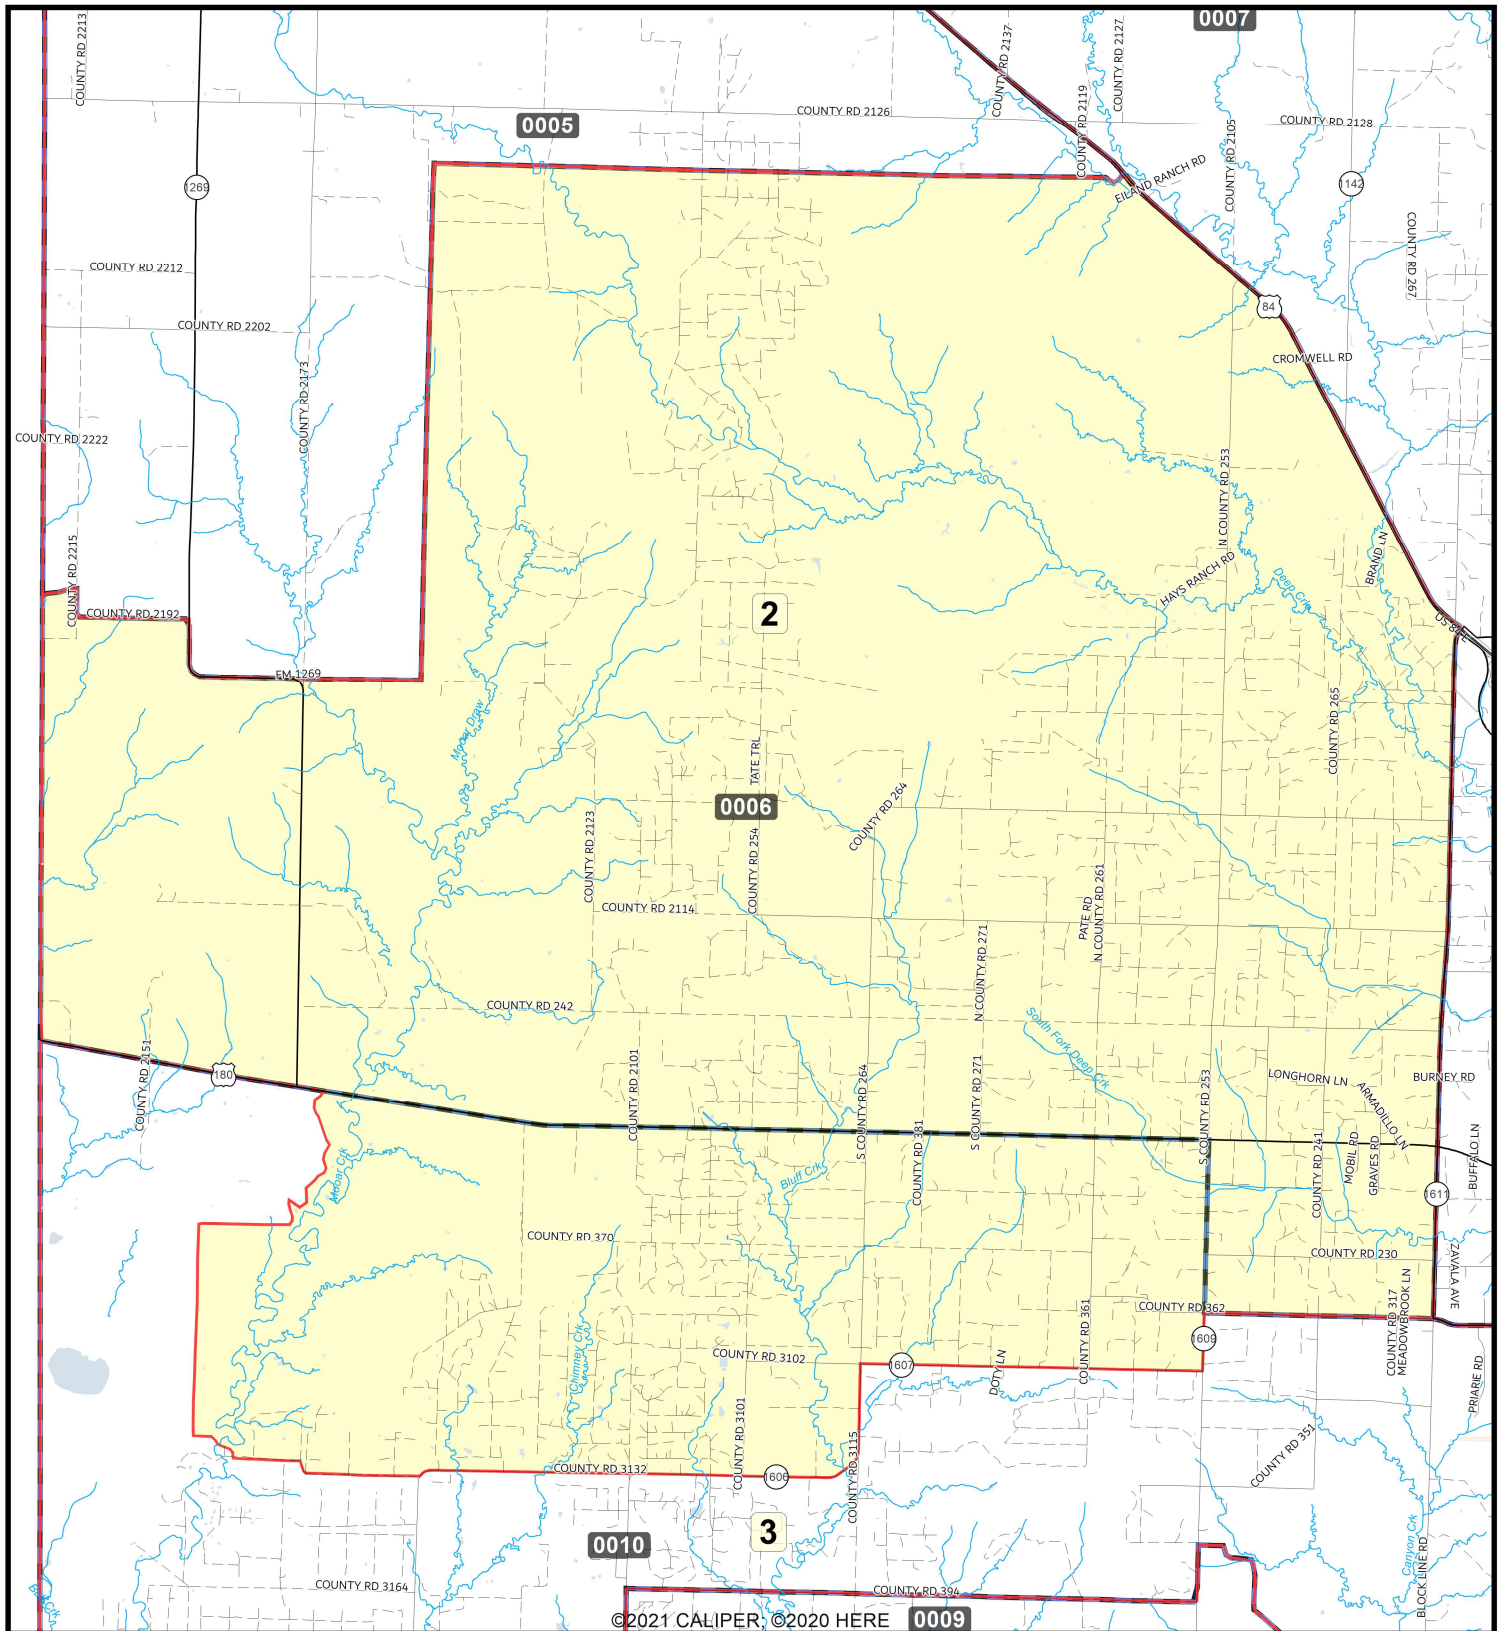 0007
COUNTY RD 2213
COUNTY RD 2137
COUNTY RD 2127
COUNTY RD 2119
COUNTY RD 2126
0005
COUNTY RD 2128
COUNTY RD 2105
1269
EILAND RANCH RD
1142
COUNTY RD 267
COUNTY RD 2212
84
COUNTY RD 2202
CROMWELL RD
COUNTY RD 2173
COUNTY RD 2222
N COUNTY RD 253
COUNTY RD 2215
BRAND LN
HAYS RANCH RD
Deep Crk
COUNTY RD 2192
2
FM 1269
COUNTY RD 265
Mooar Draw
TATE TRL
0006
COUNTY RD 264
COUNTY RD 2123
COUNTY RD 254
COUNTY RD 2114
PATE RD
N COUNTY RD 261
N COUNTY RD 271
COUNTY RD 242
South Fork Deep Crk
COUNTY RD 2151
180
COUNTY RD 2101
S COUNTY RD 264
S COUNTY RD 271
S COUNTY RD 253
LONGHORN LN
BURNEY RD
ARMADILLO LN
COUNTY RD 381
COUNTY RD 241
MOBIL RD
GRAVES RD
BUFFALO LN
Mooar Crk
Bluff Crk
1611
COUNTY RD 370
COUNTY RD 230
ZAVALA AVE
COUNTY RD 362
COUNTY RD 361
COUNTY RD 317
MEADOWBROOK LN
1609
Chimney Crk
COUNTY RD 3102
1607
DOTY LN
PRIARIE RD
COUNTY RD 3101
COUNTY RD 3115
COUNTY RD 351
COUNTY RD 3132
1606
3
0010
Canyon Crk
BLOCK LINE RD
COUNTY RD 3164
COUNTY RD 394
©2021 CALIPER; ©2020 HERE
0009